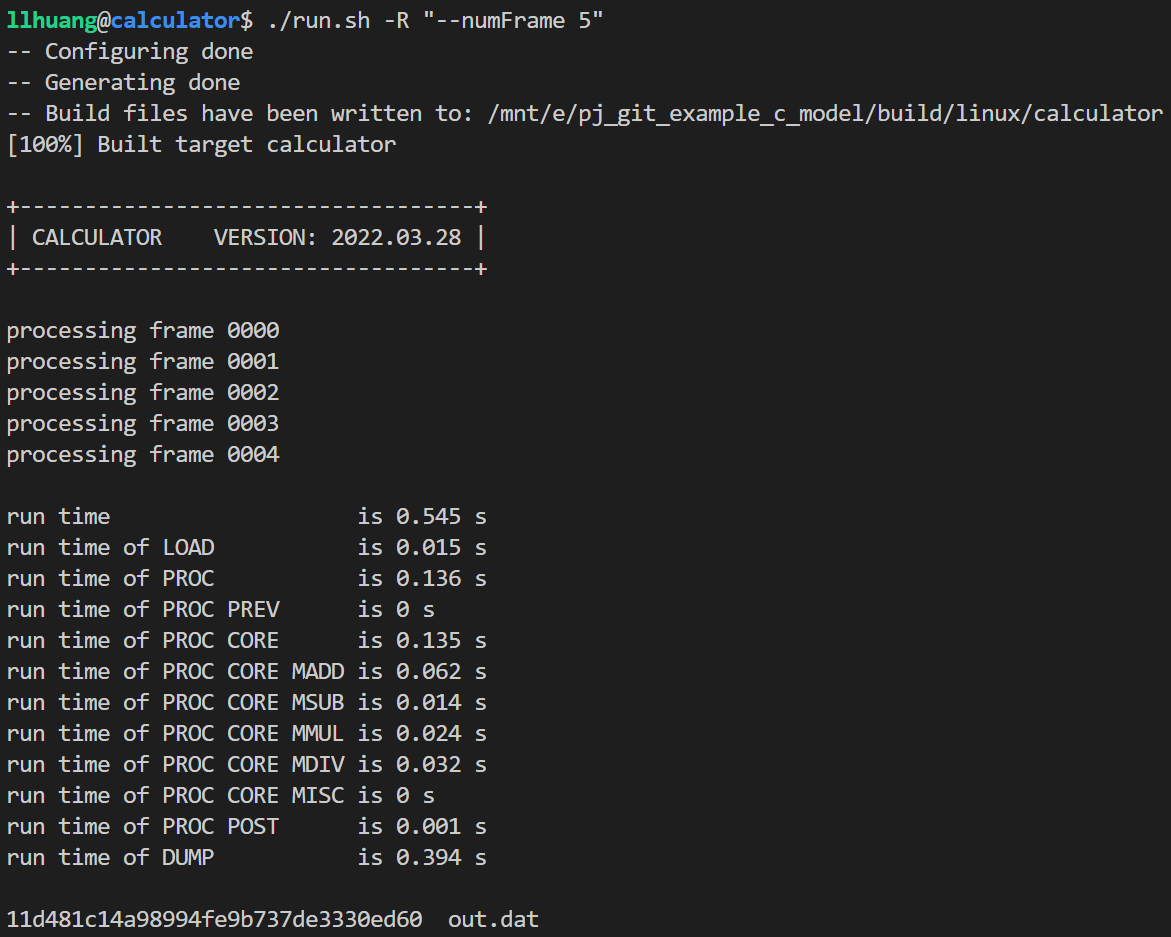 llhuang@calculator$ ./run.sh -R "--numFrame 5"
-- Configuring done
-- Generating done
-- Build files have been written to: /mnt/e/pj_git_example_c_model/build/linux/calculator
[100%] Built target calculator
+-----------------------------------+
| CALCULATOR    VERSION: 2022.03.28 |
+-----------------------------------+
processing frame 0000
processing frame 0001
processing frame 0002
processing frame 0003
processing frame 0004
run time                   is 0.545 s
run time of LOAD           is 0.015 s
run time of PROC           is 0.136 s
run time of PROC PREV      is 0 s
run time of PROC CORE      is 0.135 s
run time of PROC CORE MADD is 0.062 s
run time of PROC CORE MSUB is 0.014 s
run time of PROC CORE MMUL is 0.024 s
run time of PROC CORE MDIV is 0.032 s
run time of PROC CORE MISC is 0 s
run time of PROC POST      is 0.001 s
run time of DUMP           is 0.394 s
11d481c14a98994fe9b737de3330ed60  out.dat